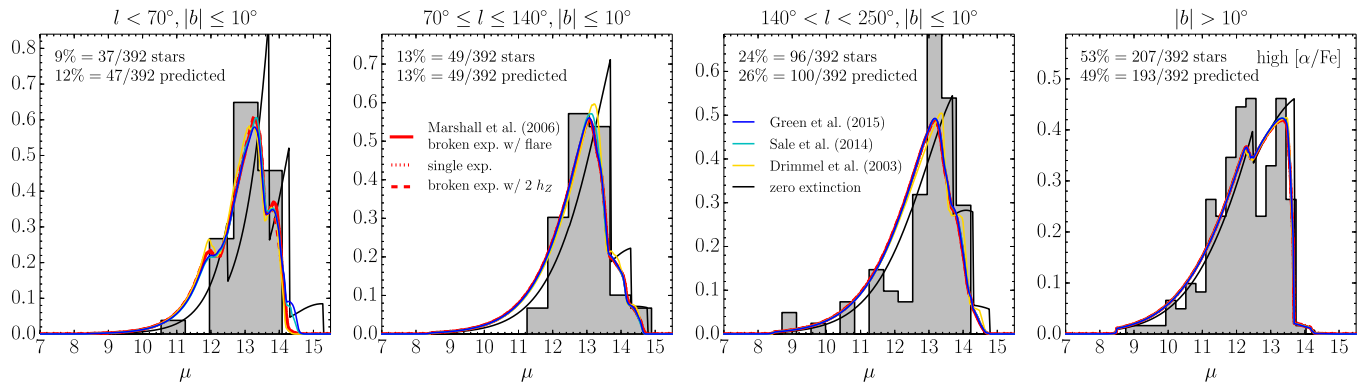 l < 70°, |b| ≤ 10°
9% = 37/392 stars
12% = 47/392 predicted
0.8
0.7
0.6
0.5
0.4
0.3
0.2
0.1
0.0
7 8 9 10 11 12 13 14 15
μ
70° ≤ l ≤ 140°, |b| ≤ 10°
13% = 49/392 stars
13% = 49/392 predicted
Marshall et al. (2006)
broken exp. w/ flare
single exp.
broken exp. w/ 2 h_Z
0.7
0.6
0.5
0.4
0.3
0.2
0.1
0.0
7 8 9 10 11 12 13 14 15
μ
140° < l < 250°, |b| ≤ 10°
24% = 96/392 stars
26% = 100/392 predicted
Green et al. (2015)
Sale et al. (2014)
Drimmel et al. (2003)
zero extinction
0.6
0.5
0.4
0.3
0.2
0.1
0.0
7 8 9 10 11 12 13 14 15
μ
|b| > 10°
53% = 207/392 stars
49% = 193/392 predicted
high [α/Fe]
0.5
0.4
0.3
0.2
0.1
0.0
7 8 9 10 11 12 13 14 15
μ